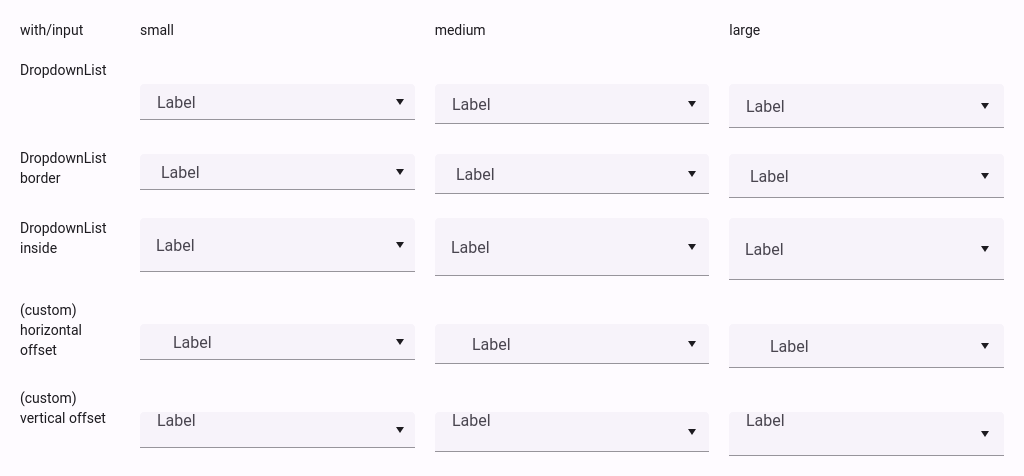 with/input small medium large
DropdownList
Label Label Label
DropdownList
border
Label Label Label
DropdownList
inside
Label Label Label
(custom)
horizontal
offset
Label Label Label
(custom)
vertical offset
Label Label Label